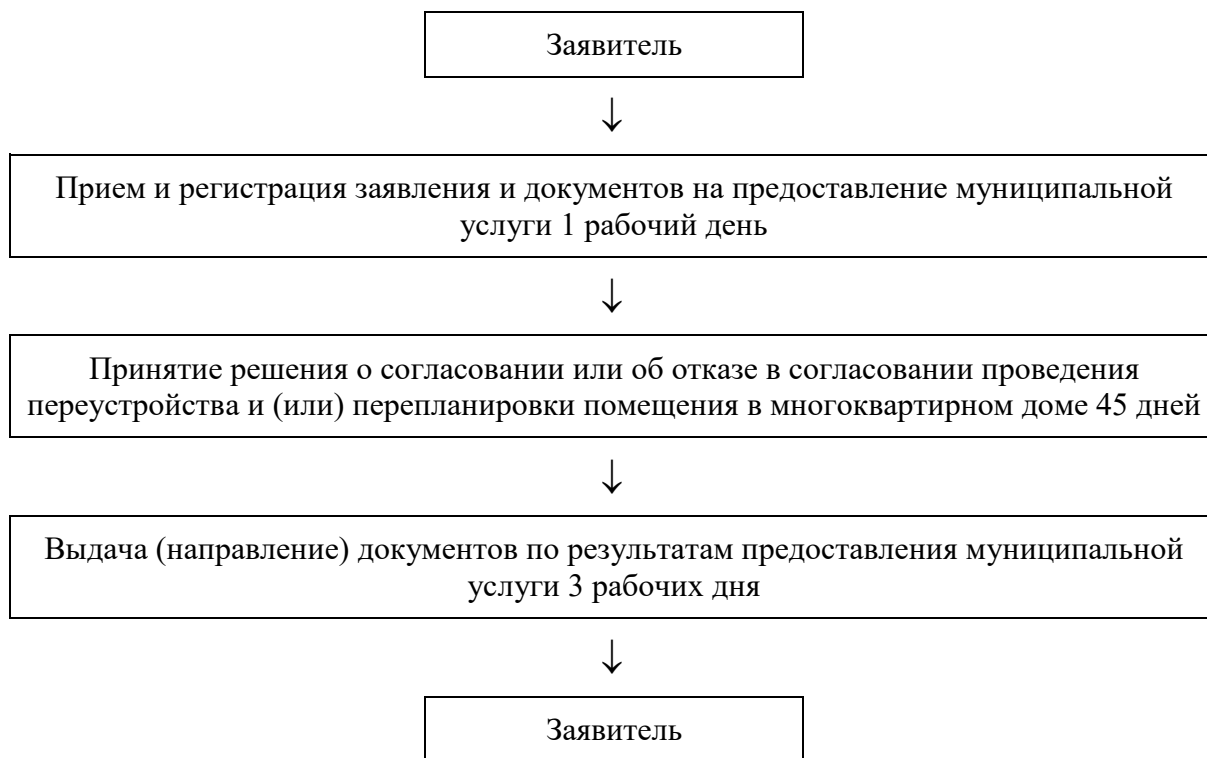 Заявитель
↓
Прием и регистрация заявления и документов на предоставление муниципальной
услуги 1 рабочий день
↓
Принятие решения о согласовании или об отказе в согласовании проведения
переустройства и (или) перепланировки помещения в многоквартирном доме 45 дней
↓
Выдача (направление) документов по результатам предоставления муниципальной
услуги 3 рабочих дня
↓
Заявитель